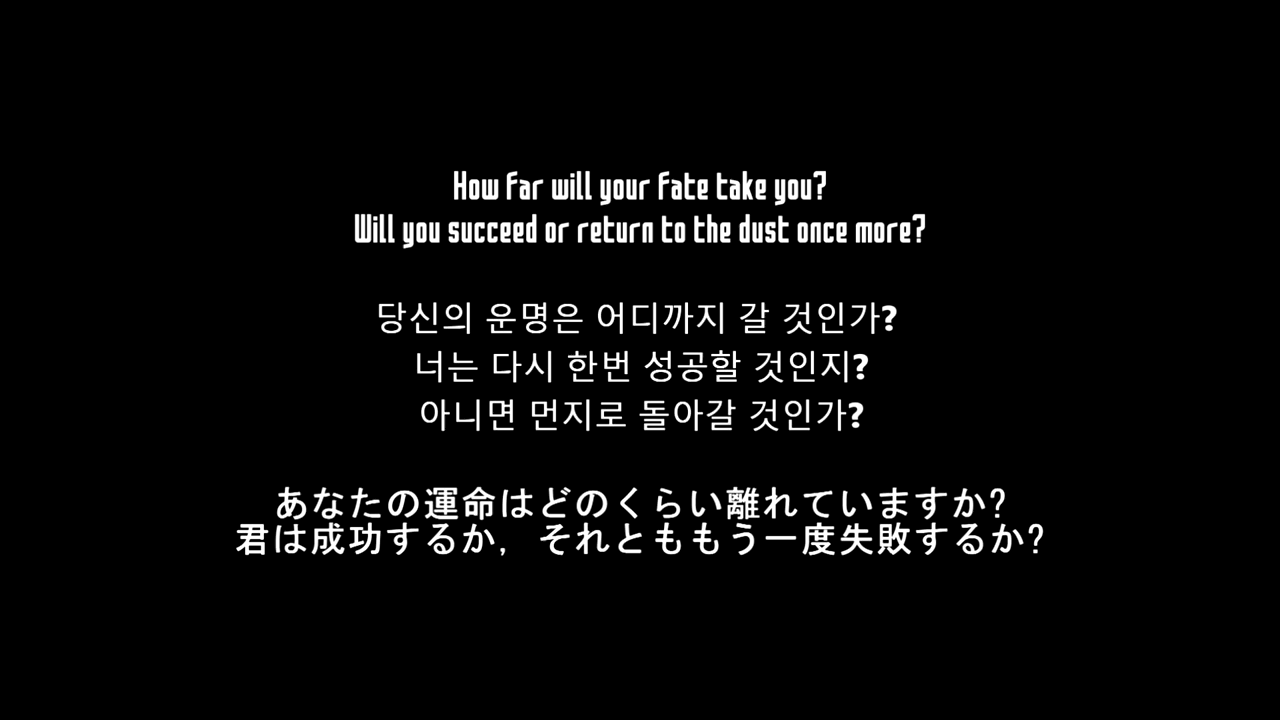 How far will your fate take you?
Will you succeed or return to the dust once more?
당신의 운명은 어디까지 갈 것인가?
너는 다시 한번 성공할 것인지?
아니면 먼지로 돌아갈 것인가?
あなたの運命はどのくらい離れていますか?
君は成功するか，それとももう一度失敗するか?